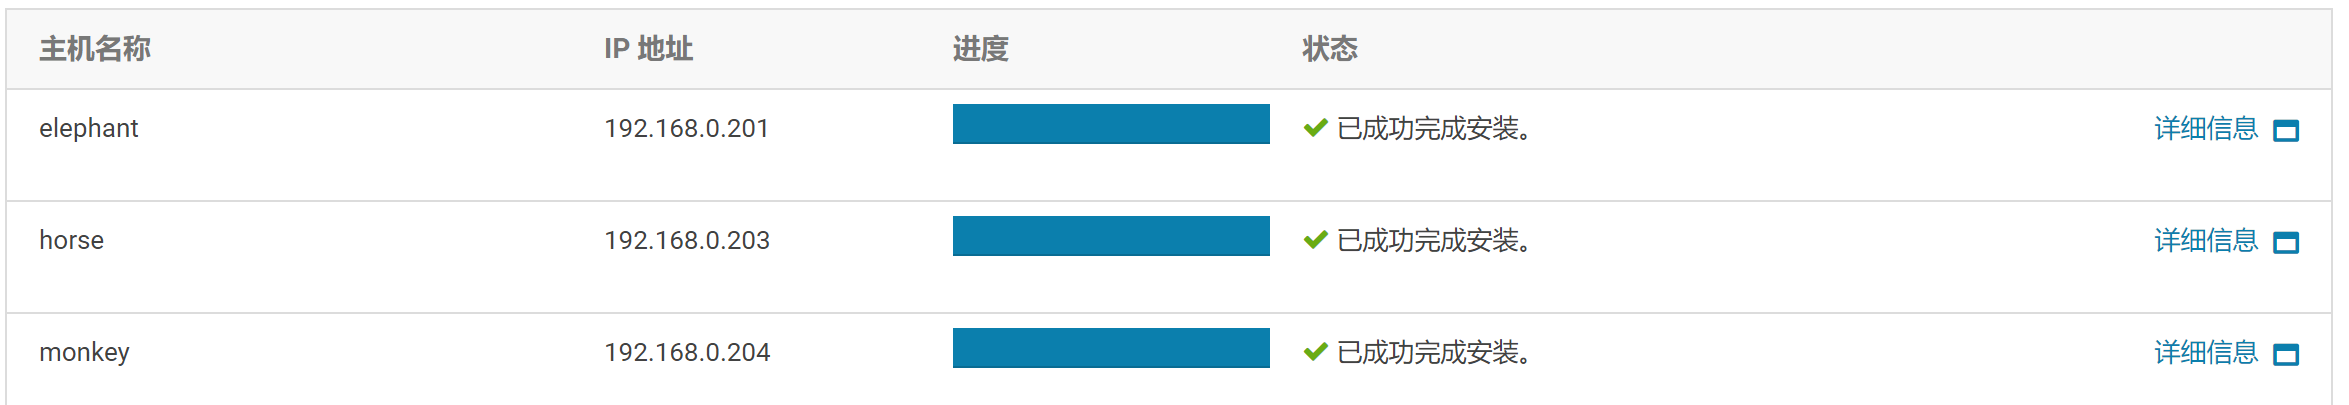 主机名称 IP 地址 进度 状态
elephant 192.168.0.201 已成功完成安装。 详细信息
horse 192.168.0.203 已成功完成安装。 详细信息
monkey 192.168.0.204 已成功完成安装。 详细信息